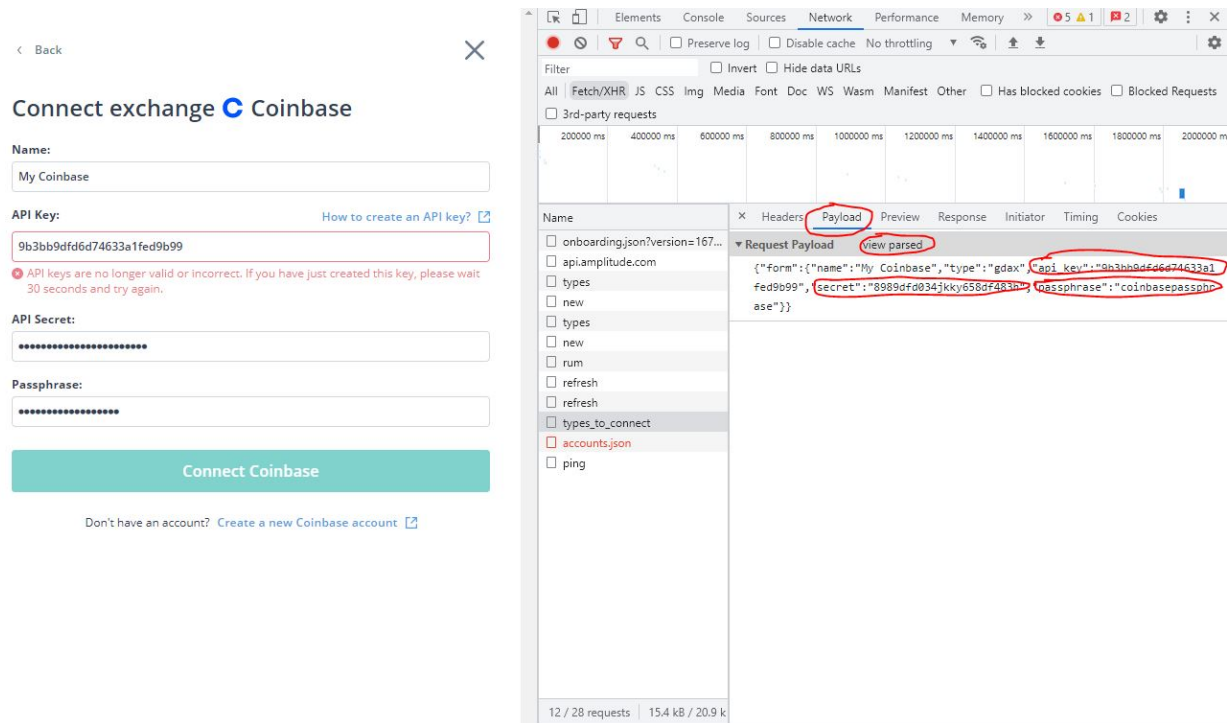 Back
Connect exchange Coinbase
Name:
My Coinbase
API Key:
How to create an API key?
9b3bb9dfd6d74633a1fed9b99
API keys are no longer valid or incorrect. If you have just created this key, please wait
30 seconds and try again.
API Secret:
••••••••••••••••••••••••
Passphrase:
••••••••••••••••••
Connect Coinbase
Don't have an account? Create a new Coinbase account
Elements Console Sources Network Performance Memory » 5 1 2
Preserve log Disable cache No throttling
Filter Invert Hide data URLs
All Fetch/XHR JS CSS Img Media Font Doc WS Wasm Manifest Other Has blocked cookies Blocked Requests
3rd-party requests
200000 ms 400000 ms 600000 ms 800000 ms 1000000 ms 1200000 ms 1400000 ms 1600000 ms 1800000 ms 2000000 m
Name
onboarding.json?version=167...
api.amplitude.com
types
new
types
new
rum
refresh
refresh
types_to_connect
accounts.json
ping
12 / 28 requests 15.4 kB / 20.9 k
× Headers Payload Preview Response Initiator Timing Cookies
Request Payload view parsed
{"form":{"name":"My Coinbase","type":"gdax","api_key":"9b3bb9dfd6d74633a1
fed9b99","secret":"8989dfd034jkky658df483h","passphrase":"coinbasepassphr
ase"}}